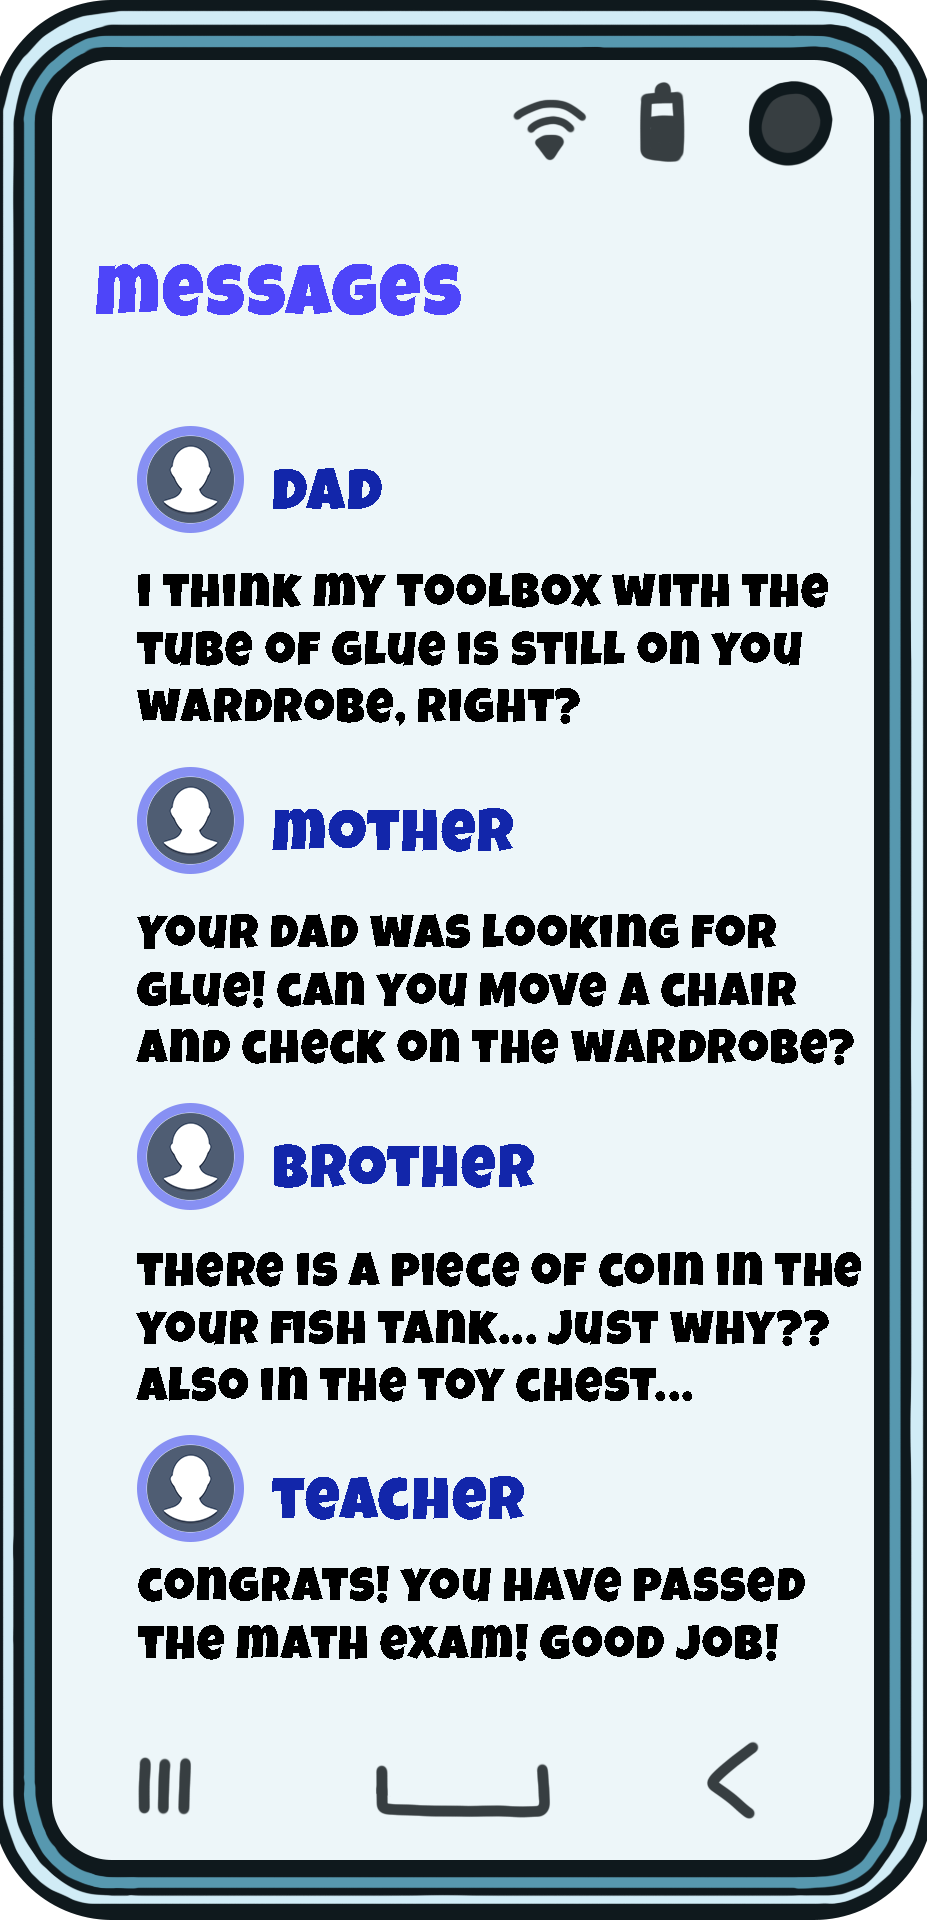 messages
DAD
I THINK MY TOOLBOX WITH THE
TUBE OF GLUE IS STILL ON YOU
WARDROBE, RIGHT?
MOTHER
YOUR DAD WAS LOOKING FOR
GLUE! CAN YOU MOVE A CHAIR
AND CHECK ON THE WARDROBE?
BROTHER
THERE IS A PIECE OF COIN IN THE
YOUR FISH TANK... JUST WHY??
ALSO IN THE TOY CHEST...
TEACHER
CONGRATS! YOU HAVE PASSED
THE MATH EXAM! GOOD JOB!